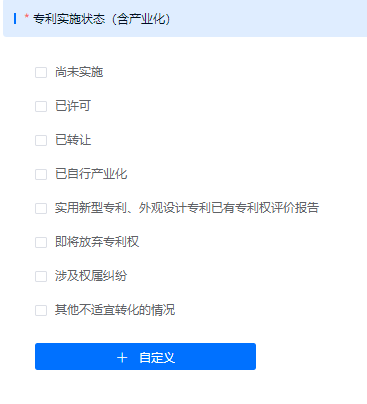 * 专利实施状态（含产业化）
尚未实施
已许可
已转让
已自行产业化
实用新型专利、外观设计专利已有专利权评价报告
即将放弃专利权
涉及权属纠纷
其他不适宜转化的情况
＋ 自定义